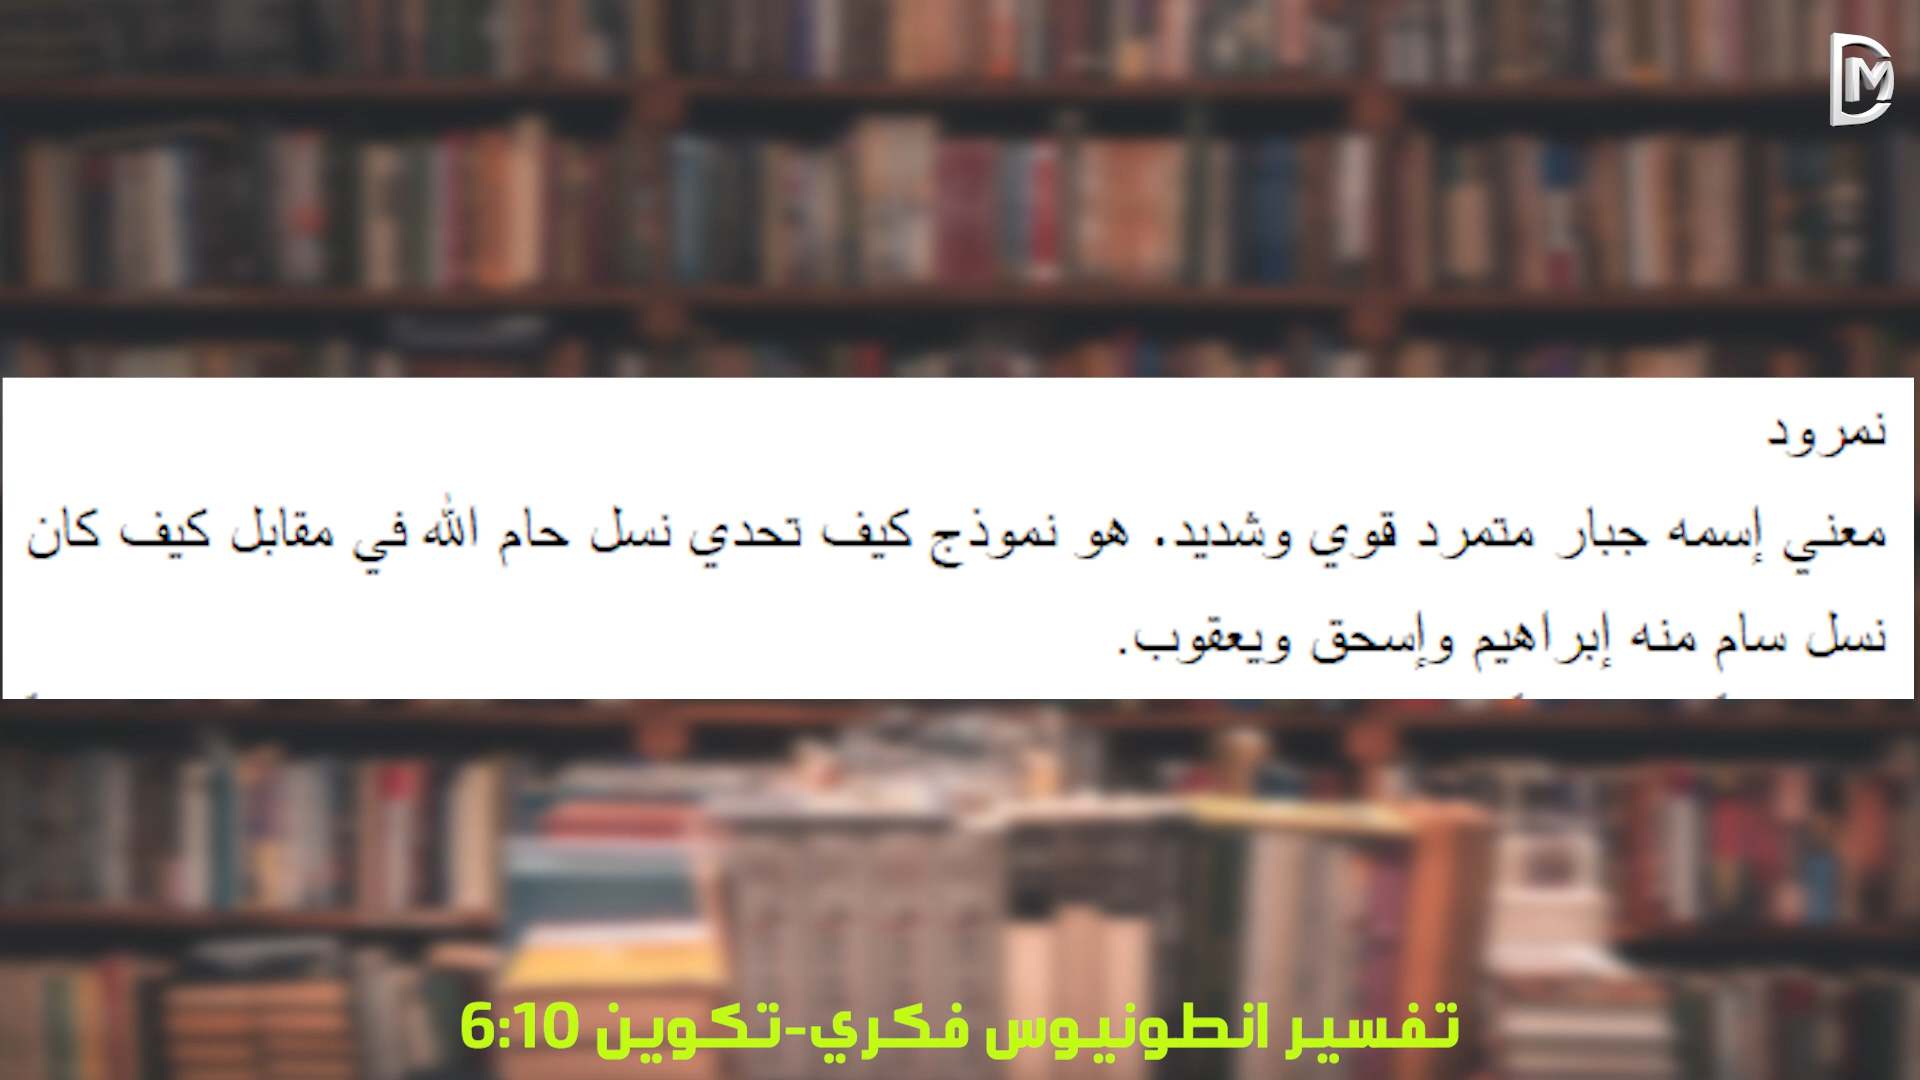 نمرود
معني إسمه جبار متمرد قوي وشديد. هو نموذج كيف تحدي نسل حام الله في مقابل كيف كان
نسل سام منه إبراهيم وإسحق ويعقوب.
تفسير انطونيوس فكري-تكوين 6:10